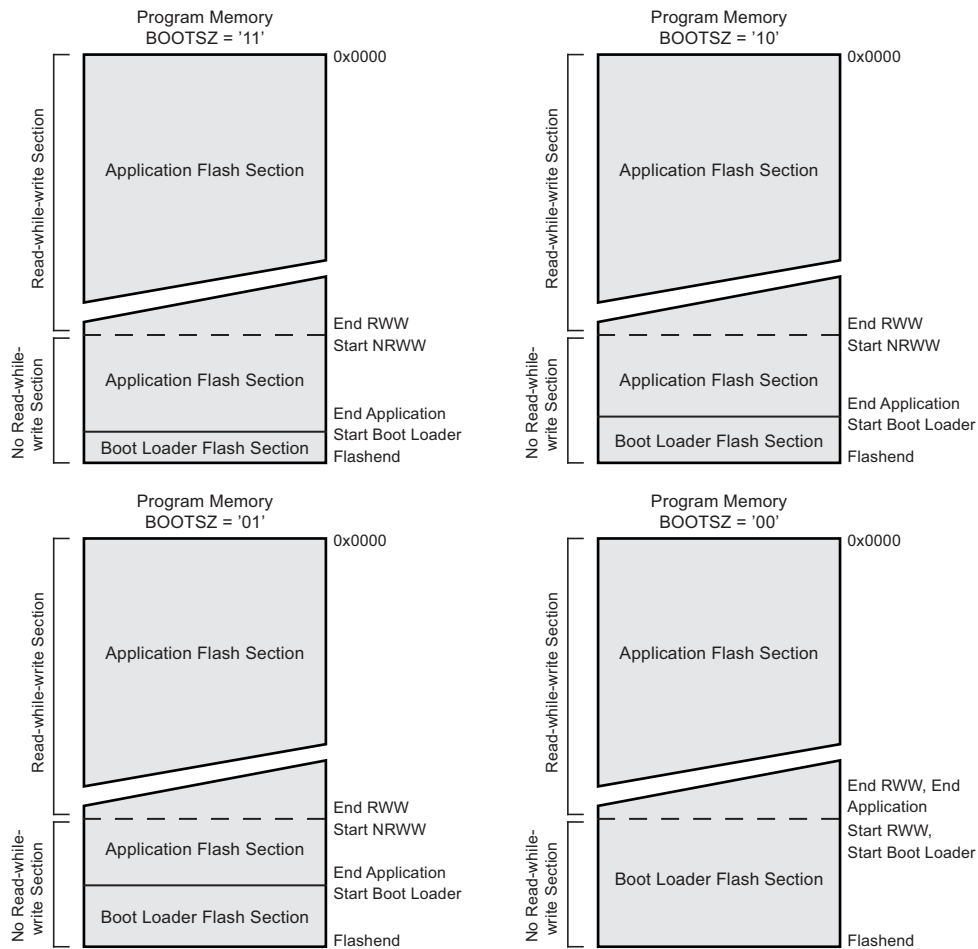 Program Memory
BOOTSZ = '11'
0x0000
Read-while-write Section
Application Flash Section
End RWW
Start NRWW
No Read-while-
write Section
Application Flash Section
End Application
Start Boot Loader
Boot Loader Flash Section
Flashend
Program Memory
BOOTSZ = '10'
0x0000
Read-while-write Section
Application Flash Section
End RWW
Start NRWW
No Read-while-
write Section
Application Flash Section
End Application
Start Boot Loader
Boot Loader Flash Section
Flashend
Program Memory
BOOTSZ = '01'
0x0000
Read-while-write Section
Application Flash Section
End RWW
Start NRWW
No Read-while-
write Section
Application Flash Section
End Application
Start Boot Loader
Boot Loader Flash Section
Flashend
Program Memory
BOOTSZ = '00'
0x0000
Read-while-write Section
Application Flash Section
End RWW, End
Application
Start RWW,
Start Boot Loader
No Read-while-
write Section
Boot Loader Flash Section
Flashend